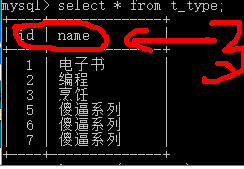 mysql> select * from t_type;
id | name
1 | 电子书
2 | 编程
3 | 烹饪
5 | 傻逼系列
6 | 傻逼系列
7 | 傻逼系列